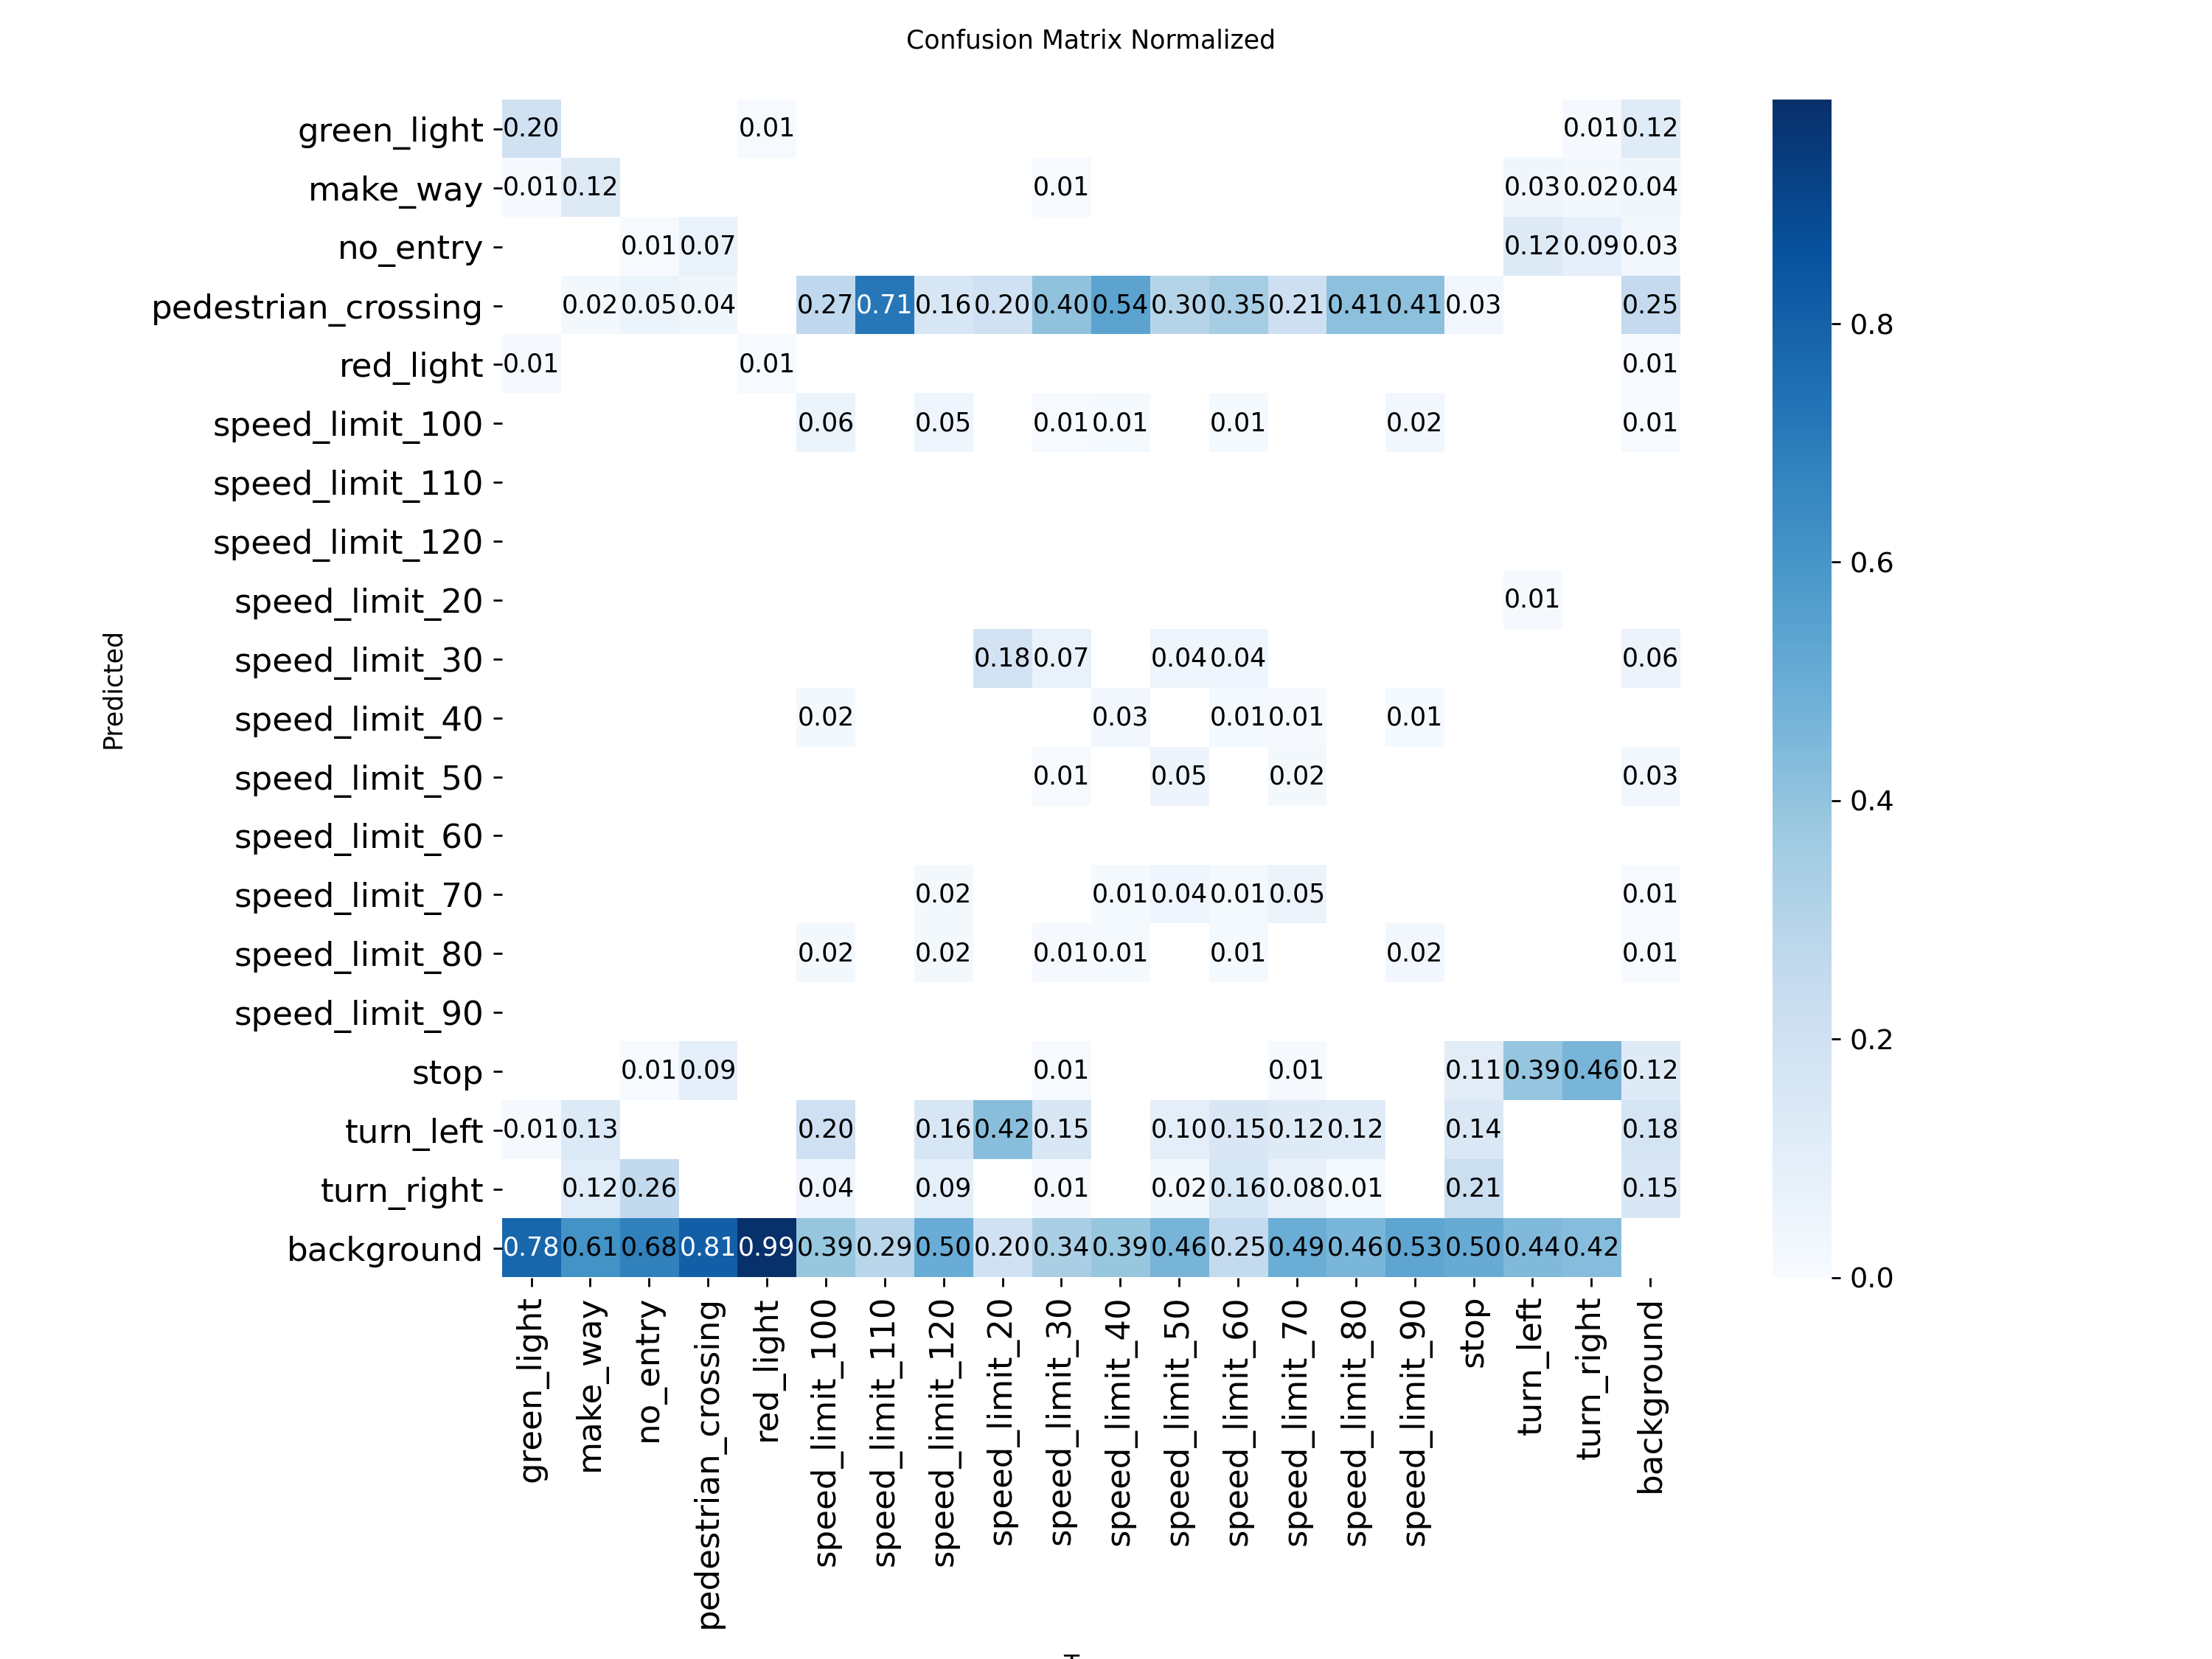 Confusion Matrix Normalized
green_light 0.20 0.01 0.01 0.12
make_way 0.01 0.12 0.01 0.03 0.02 0.04
no_entry 0.01 0.07 0.12 0.09 0.03
pedestrian_crossing 0.02 0.05 0.04 0.27 0.71 0.16 0.20 0.40 0.54 0.30 0.35 0.21 0.41 0.41 0.03 0.25
red_light 0.01 0.01 0.01
speed_limit_100 0.06 0.05 0.01 0.01 0.01 0.02 0.01
speed_limit_110
speed_limit_120
speed_limit_20 0.01
speed_limit_30 0.18 0.07 0.04 0.04 0.06
speed_limit_40 0.02 0.03 0.01 0.01 0.01
speed_limit_50 0.01 0.05 0.02 0.03
speed_limit_60
speed_limit_70 0.02 0.01 0.04 0.01 0.05 0.01
speed_limit_80 0.02 0.02 0.01 0.01 0.01 0.02 0.01
speed_limit_90
stop 0.01 0.09 0.01 0.01 0.11 0.39 0.46 0.12
turn_left 0.01 0.13 0.20 0.16 0.42 0.15 0.10 0.15 0.12 0.12 0.14 0.18
turn_right 0.12 0.26 0.04 0.09 0.01 0.02 0.16 0.08 0.01 0.21 0.15
background 0.78 0.61 0.68 0.81 0.99 0.39 0.29 0.50 0.20 0.34 0.39 0.46 0.25 0.49 0.46 0.53 0.50 0.44 0.42
Predicted
green_light
make_way
no_entry
pedestrian_crossing
red_light
speed_limit_100
speed_limit_110
speed_limit_120
speed_limit_20
speed_limit_30
speed_limit_40
speed_limit_50
speed_limit_60
speed_limit_70
speed_limit_80
speed_limit_90
stop
turn_left
turn_right
background
0.8
0.6
0.4
0.2
0.0